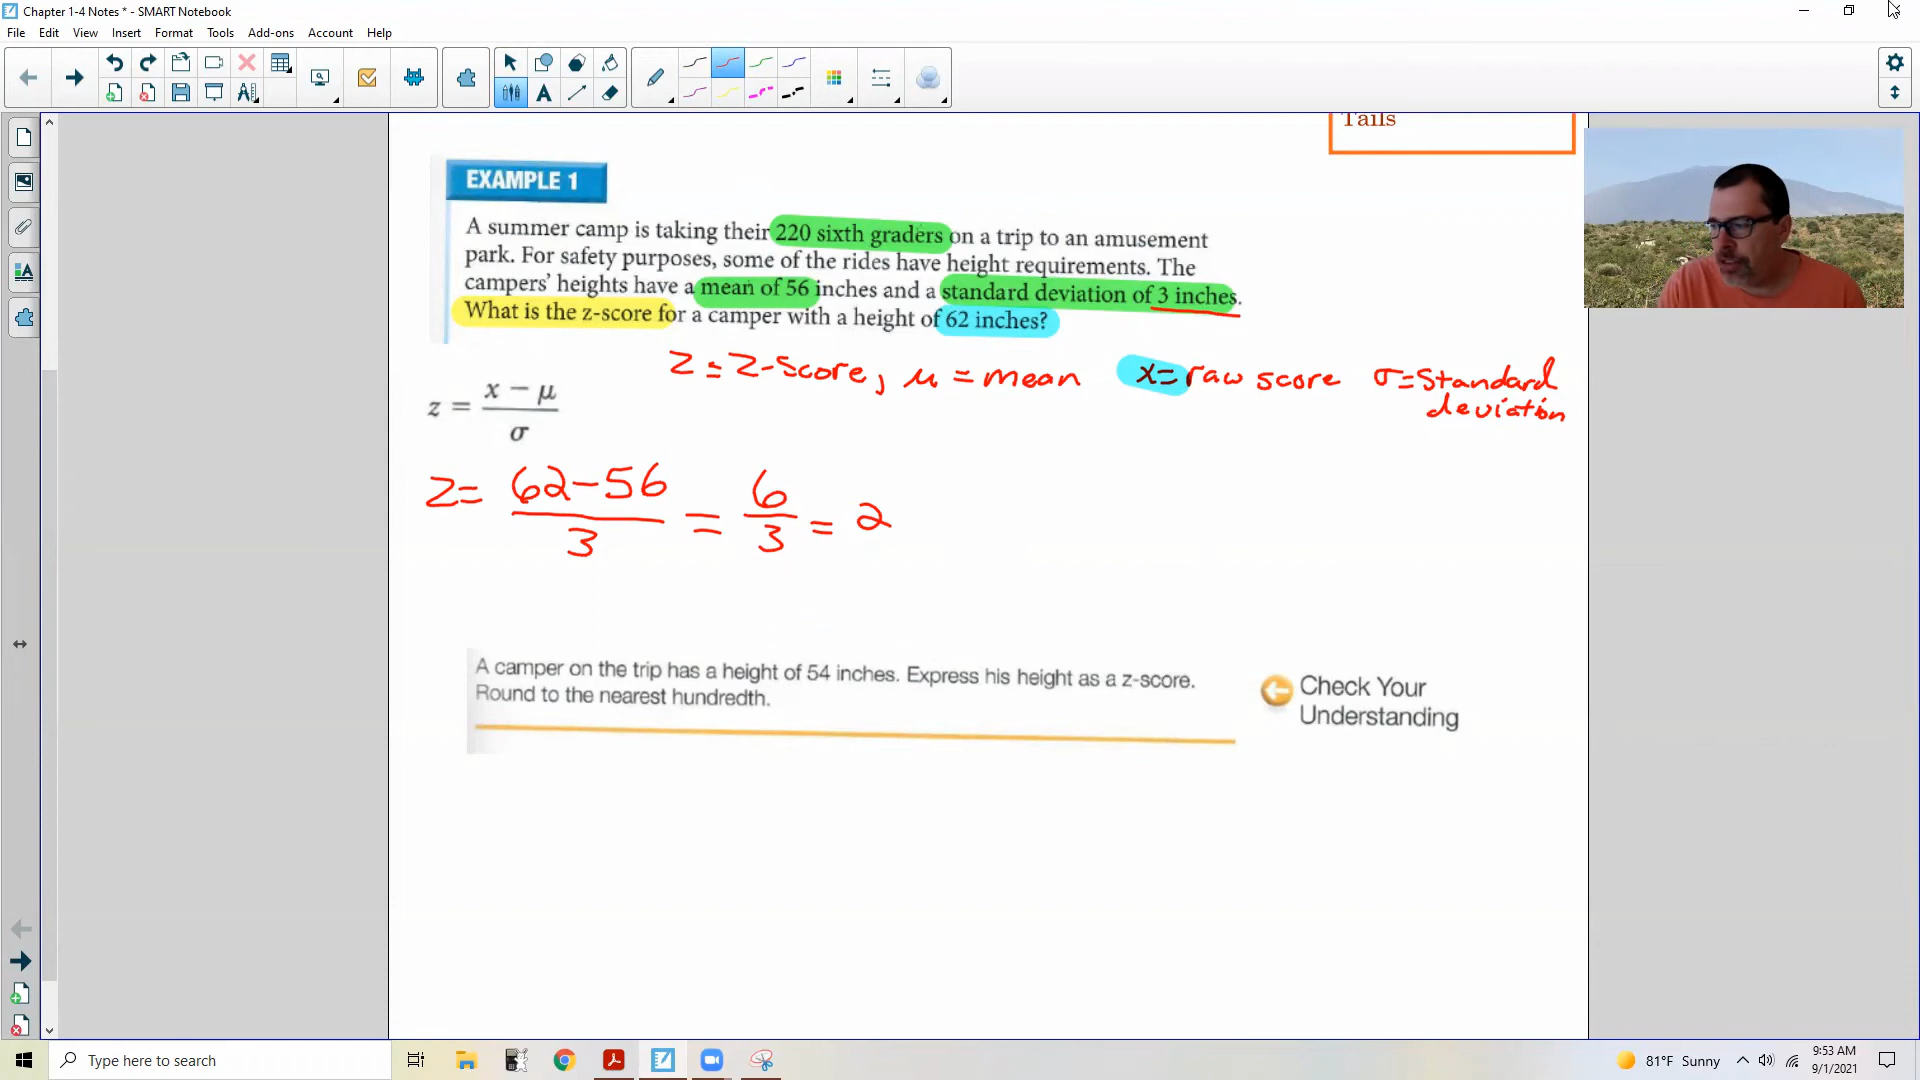 Chapter 1-4 Notes * - SMART Notebook
File Edit View Insert Format Tools Add-ons Account Help
Tails
EXAMPLE 1
A summer camp is taking their 220 sixth graders on a trip to an amusement
park. For safety purposes, some of the rides have height requirements. The
campers' heights have a mean of 56 inches and a standard deviation of 3 inches.
What is the z-score for a camper with a height of 62 inches?
z = z-score, μ = mean x = raw score σ = standard
deviation
z = x − μ
σ
z = 62 − 56 = 6 = 2
3 3
A camper on the trip has a height of 54 inches. Express his height as a z-score.
Round to the nearest hundredth.
Check Your
Understanding
Type here to search
81°F Sunny
9:53 AM
9/1/2021